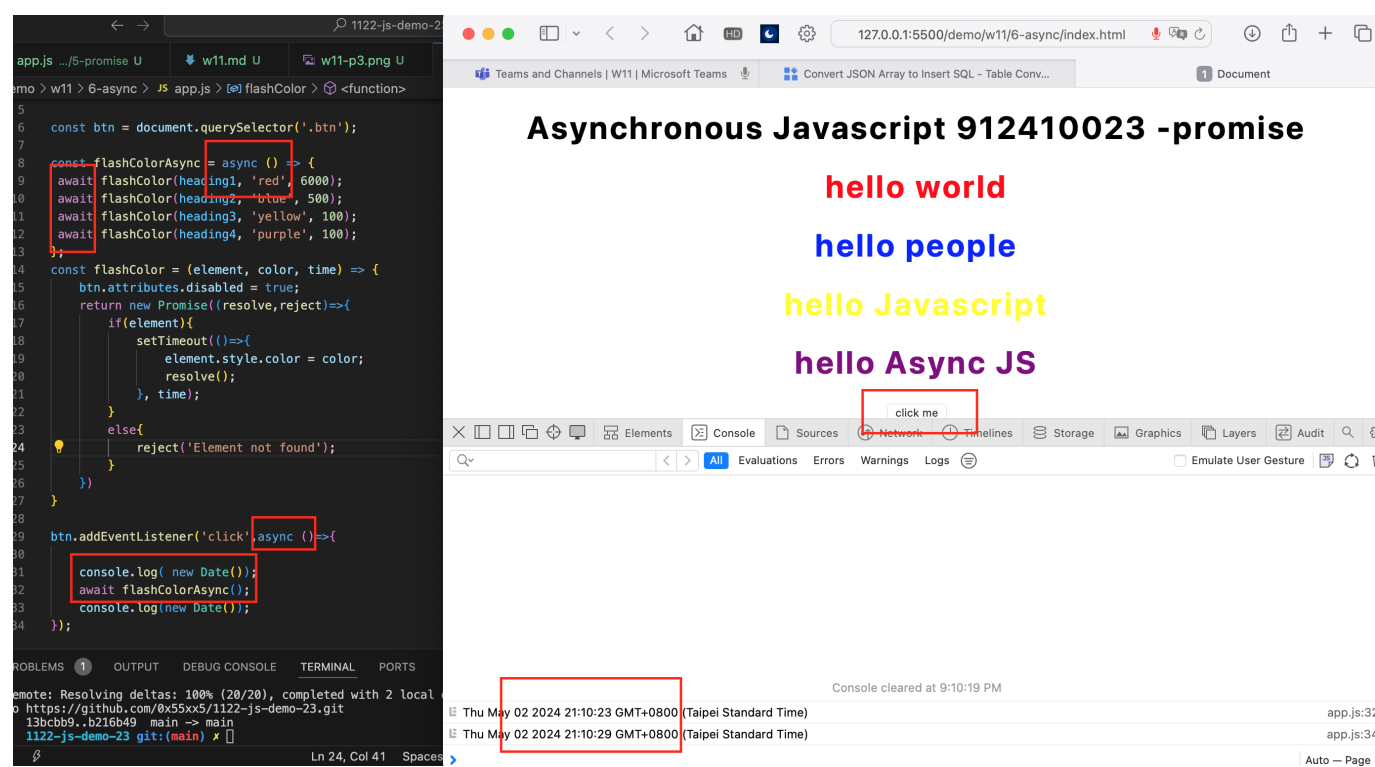 1122-js-demo-23
app.js .../5-promise U
w11.md U
w11-p3.png U
emo > w11 > 6-async > JS app.js > flashColor > <function>
5
6 const btn = document.querySelector('.btn');
7
8 const flashColorAsync = async () => {
9 await flashColor(heading1, 'red', 6000);
10 await flashColor(heading2, 'blue', 500);
11 await flashColor(heading3, 'yellow', 100);
12 await flashColor(heading4, 'purple', 100);
13 };
14 const flashColor = (element, color, time) => {
15 btn.attributes.disabled = true;
16 return new Promise((resolve,reject)=>{
17 if(element){
18 setTimeout(()=>{
19 element.style.color = color;
20 resolve();
21 }, time);
22 }
23 else{
24 reject('Element not found');
25 }
26 })
27 }
28
29 btn.addEventListener('click',async ()=>{
30
31 console.log( new Date());
32 await flashColorAsync();
33 console.log(new Date());
34 });
ROBLEMS 1 OUTPUT DEBUG CONSOLE TERMINAL PORTS
emote: Resolving deltas: 100% (20/20), completed with 2 local
o https://github.com/0x55xx5/1122-js-demo-23.git
13bcbb9..b216b49 main -> main
1122-js-demo-23 git:(main) ✗
Ln 24, Col 41 Spaces
HD
127.0.0.1:5500/demo/w11/6-async/index.html
Teams and Channels | W11 | Microsoft Teams
Convert JSON Array to Insert SQL - Table Conv...
1 Document
Asynchronous Javascript 912410023 -promise
hello world
hello people
hello Javascript
hello Async JS
click me
Elements Console Sources Network Timelines Storage Graphics Layers Audit
All Evaluations Errors Warnings Logs
Emulate User Gesture
Console cleared at 9:10:19 PM
Thu May 02 2024 21:10:23 GMT+0800 (Taipei Standard Time) app.js:32
Thu May 02 2024 21:10:29 GMT+0800 (Taipei Standard Time) app.js:34
Auto — Page